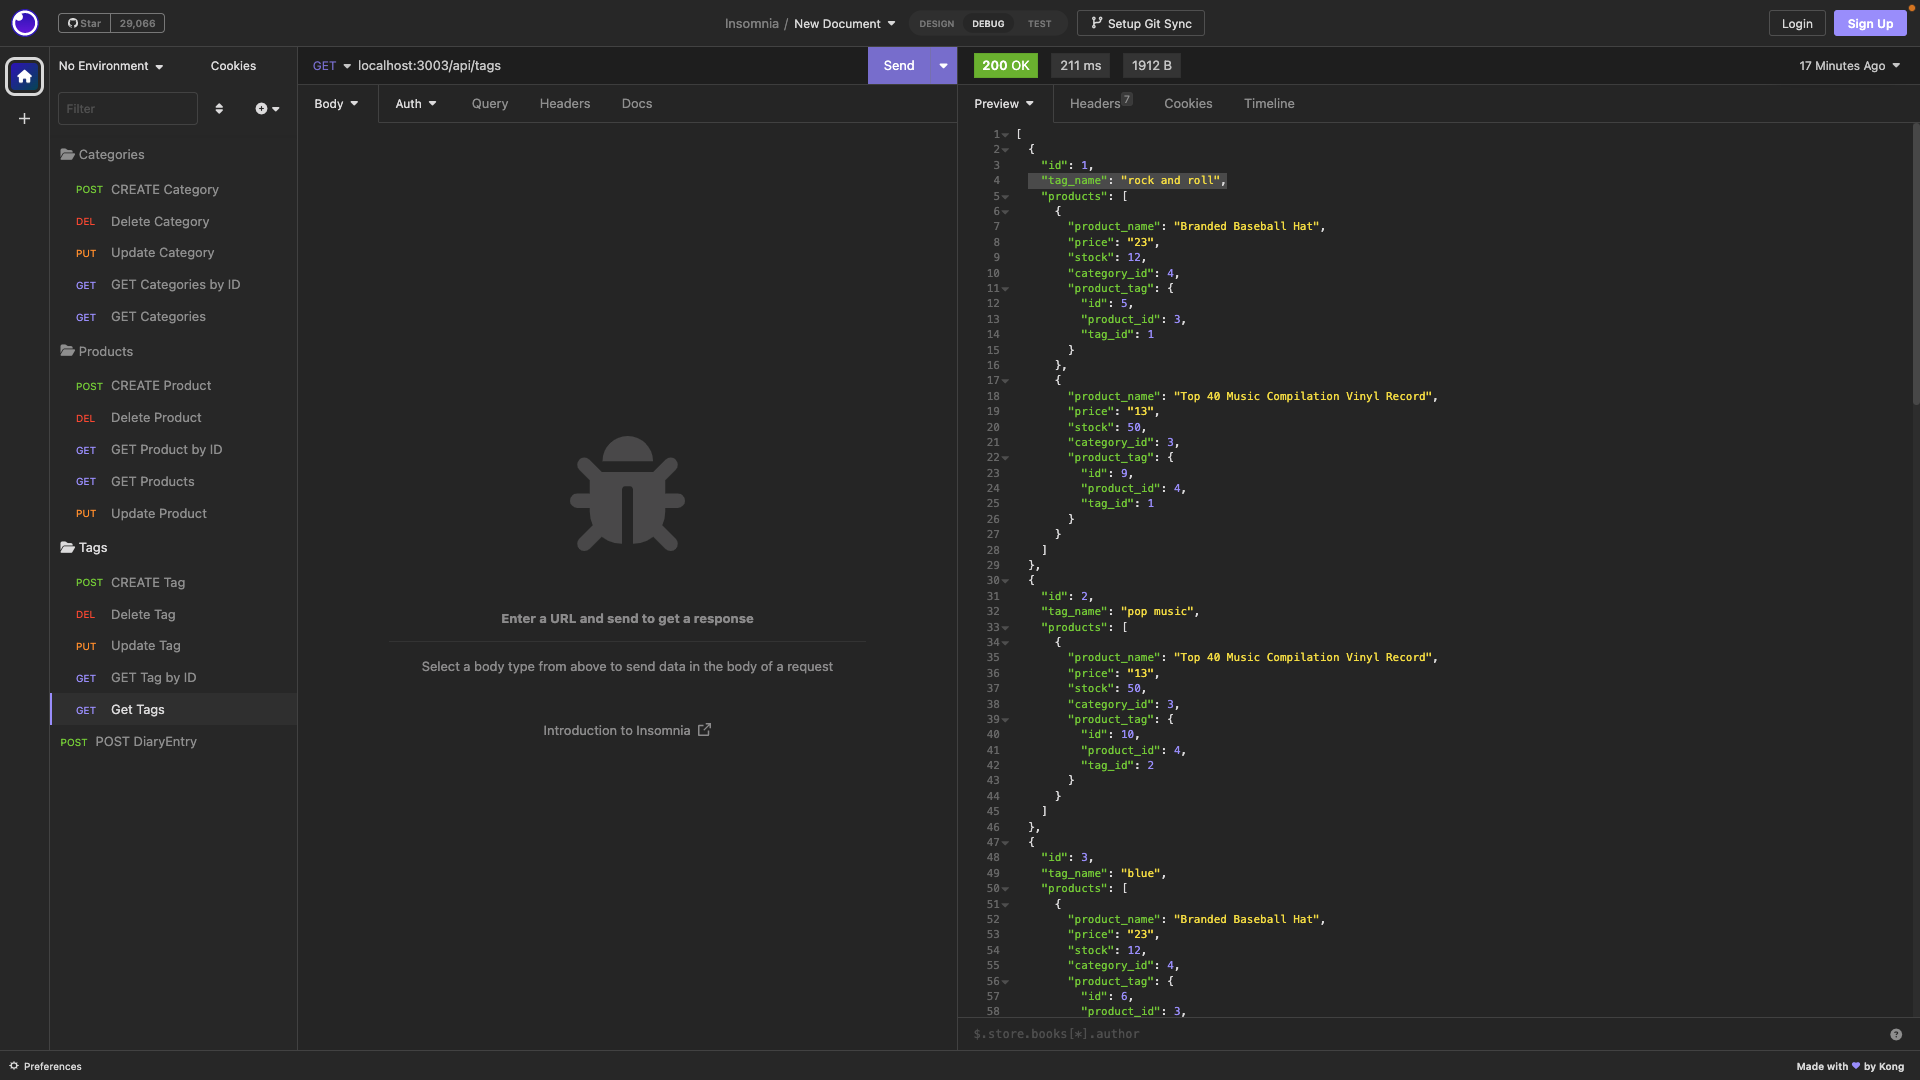 Star 29,066
Insomnia / New Document
DESIGN DEBUG TEST
Setup Git Sync
Login
Sign Up
No Environment
Cookies
Filter
Categories
POST CREATE Category
DEL Delete Category
PUT Update Category
GET GET Categories by ID
GET GET Categories
Products
POST CREATE Product
DEL Delete Product
GET GET Product by ID
GET GET Products
PUT Update Product
Tags
POST CREATE Tag
DEL Delete Tag
PUT Update Tag
GET GET Tag by ID
GET Get Tags
POST POST DiaryEntry
GET localhost:3003/api/tags
Send
Body Auth Query Headers Docs
Enter a URL and send to get a response
Select a body type from above to send data in the body of a request
Introduction to Insomnia
200 OK 211 ms 1912 B
17 Minutes Ago
Preview Headers 7 Cookies Timeline
1 [
2 {
3 "id": 1,
4 "tag_name": "rock and roll",
5 "products": [
6 {
7 "product_name": "Branded Baseball Hat",
8 "price": "23",
9 "stock": 12,
10 "category_id": 4,
11 "product_tag": {
12 "id": 5,
13 "product_id": 3,
14 "tag_id": 1
15 }
16 },
17 {
18 "product_name": "Top 40 Music Compilation Vinyl Record",
19 "price": "13",
20 "stock": 50,
21 "category_id": 3,
22 "product_tag": {
23 "id": 9,
24 "product_id": 4,
25 "tag_id": 1
26 }
27 }
28 ]
29 },
30 {
31 "id": 2,
32 "tag_name": "pop music",
33 "products": [
34 {
35 "product_name": "Top 40 Music Compilation Vinyl Record",
36 "price": "13",
37 "stock": 50,
38 "category_id": 3,
39 "product_tag": {
40 "id": 10,
41 "product_id": 4,
42 "tag_id": 2
43 }
44 }
45 ]
46 },
47 {
48 "id": 3,
49 "tag_name": "blue",
50 "products": [
51 {
52 "product_name": "Branded Baseball Hat",
53 "price": "23",
54 "stock": 12,
55 "category_id": 4,
56 "product_tag": {
57 "id": 6,
58 "product_id": 3,
$.store.books[*].author
Preferences
Made with ♥ by Kong